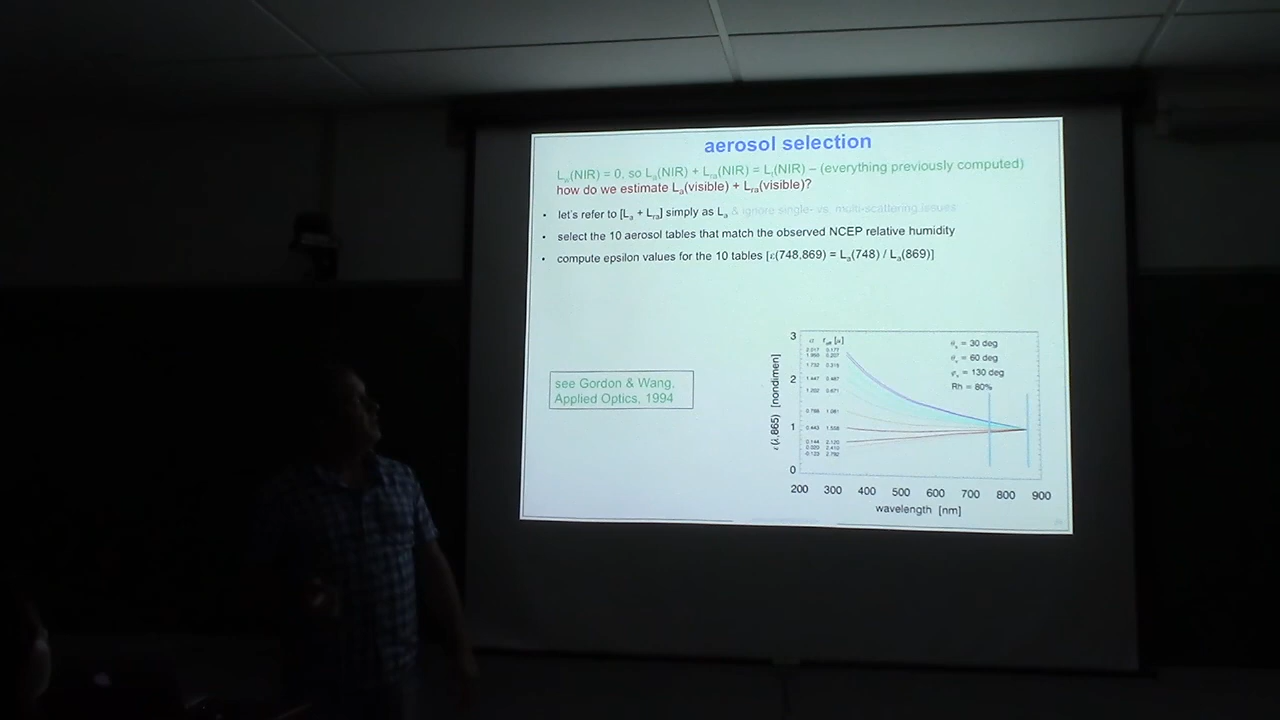 aerosol selection
Lw(NIR) = 0, so La(NIR) + Lra(NIR) = Lt(NIR) – (everything previously computed)
how do we estimate La(visible) + Lra(visible)?
• let's refer to [La + Lra] simply as La & ignore single- vs. multi-scattering issues
• select the 10 aerosol tables that match the observed NCEP relative humidity
• compute epsilon values for the 10 tables [ε(748,869) = La(748) / La(869)]
see Gordon & Wang,
Applied Optics, 1994
ε(λ,865) [nondimen]
3
2
1
0
= 30 deg
= 60 deg
= 130 deg
Rh = 80%
200 300 400 500 600 700 800 900
wavelength [nm]